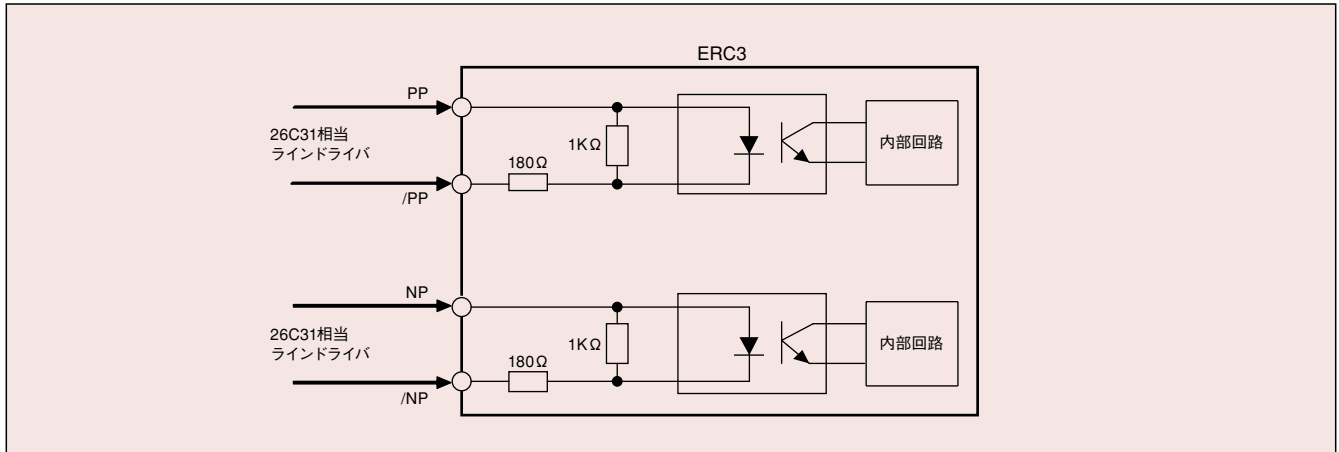 ERC3
PP
26C31相当
ラインドライバ
1KΩ
180Ω
/PP
内部回路
NP
26C31相当
ラインドライバ
1KΩ
180Ω
/NP
内部回路